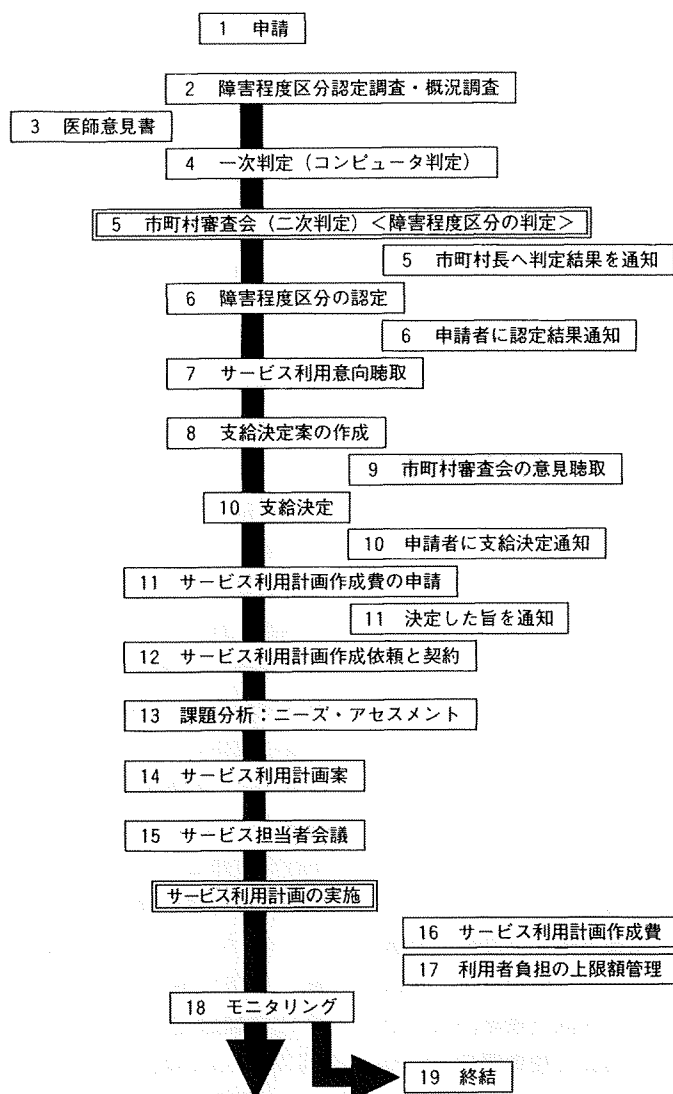 1 申請
2 障害程度区分認定調査・概況調査
3 医師意見書
4 一次判定(コンピュータ判定)
5 市町村審査会(二次判定)<障害程度区分の判定>
5 市町村長へ判定結果を通知
6 障害程度区分の認定
6 申請者に認定結果通知
7 サービス利用意向聴取
8 支給決定案の作成
9 市町村審査会の意見聴取
10 支給決定
10 申請者に支給決定通知
11 サービス利用計画作成費の申請
11 決定した旨を通知
12 サービス利用計画作成依頼と契約
13 課題分析:ニーズ・アセスメント
14 サービス利用計画案
15 サービス担当者会議
サービス利用計画の実施
16 サービス利用計画作成費
17 利用者負担の上限額管理
18 モニタリング
19 終結